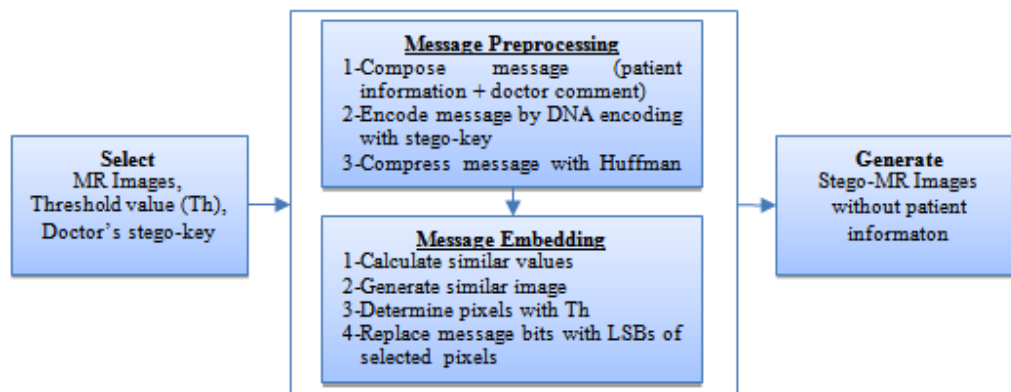 Select
MR Images,
Threshold value (Th),
Doctor's stego-key
Message Preprocessing
1-Compose message (patient
information + doctor comment)
2-Encode message by DNA encoding
with stego-key
3-Compress message with Huffman
Message Embedding
1-Calculate similar values
2-Generate similar image
3-Determine pixels with Th
4-Replace message bits with LSBs of
selected pixels
Generate
Stego-MR Images
without patient
informaton